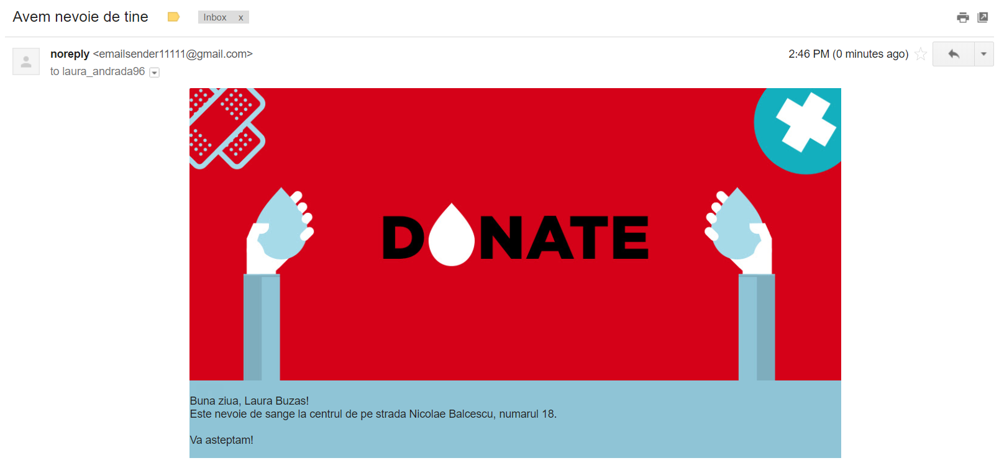 Avem nevoie de tine
Inbox x
noreply <emailsender11111@gmail.com>
2:46 PM (0 minutes ago)
to laura_andrada96
DONATE
Buna ziua, Laura Buzas!
Este nevoie de sange la centrul de pe strada Nicolae Balcescu, numarul 18.
Va asteptam!